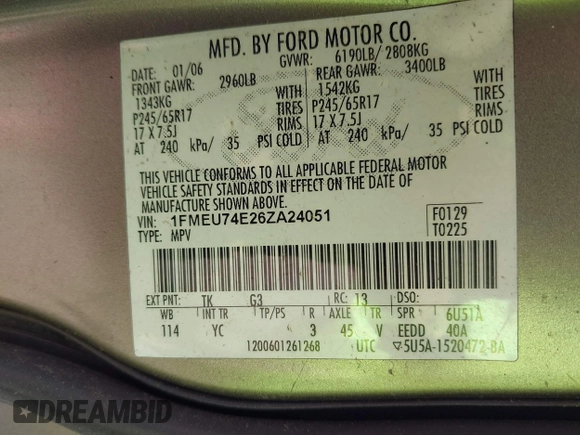 MFD. BY FORD MOTOR CO.
DATE: 01/06 GVWR: 6190LB/ 2808KG
FRONT GAWR: 2960LB REAR GAWR: 3400LB
1343KG WITH 1542KG WITH
P245/65R17 TIRES P245/65R17 TIRES
17 X 7.5J RIMS 17 X 7.5J RIMS
AT 240 kPa/ 35 PSI COLD AT 240 kPa/ 35 PSI COLD
THIS VEHICLE CONFORMS TO ALL APPLICABLE FEDERAL MOTOR
VEHICLE SAFETY STANDARDS IN EFFECT ON THE DATE OF
MANUFACTURE SHOWN ABOVE.
VIN: 1FMEU74E26ZA24051 F0129
TYPE: MPV T0225
EXT PNT: TK G3 RC: 13 DSO:
WB INT TR TP/PS R AXLE TR SPR 6U51A
114 YC 3 45 V EEDD 40A
1200601261268 UTC ▽5U5A-1520472-BA
DREAMBID